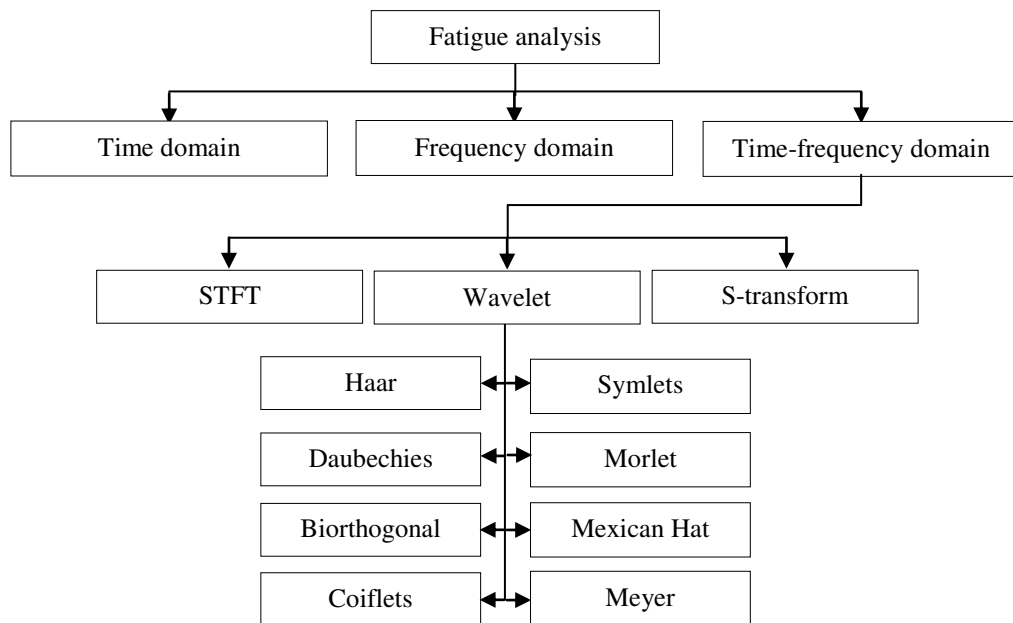 Fatigue analysis
Time domain
Frequency domain
Time-frequency domain
STFT
Wavelet
S-transform
Haar
Symlets
Daubechies
Morlet
Biorthogonal
Mexican Hat
Coiflets
Meyer